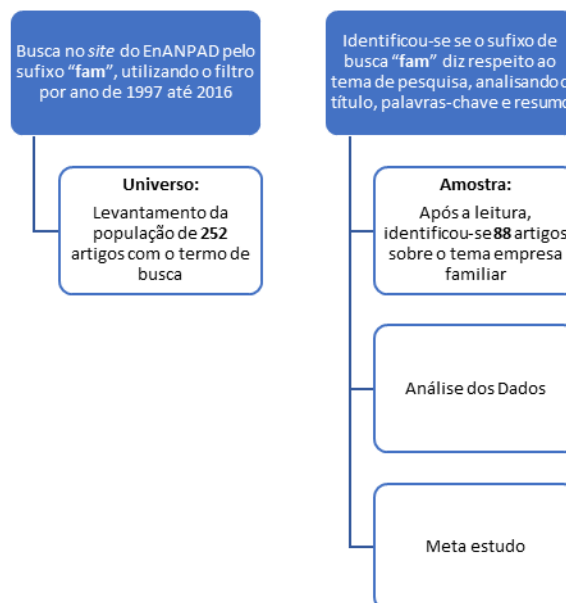 Busca no site do EnANPAD pelo
sufixo “fam”, utilizando o filtro
por ano de 1997 até 2016
Universo:
Levantamento da
população de 252
artigos com o termo de
busca
Identificou-se se o sufixo de
busca “fam” diz respeito ao
tema de pesquisa, analisando o
título, palavras-chave e resumo
Amostra:
Após a leitura,
identificou-se 88 artigos
sobre o tema empresa
familiar
Análise dos Dados
Meta estudo